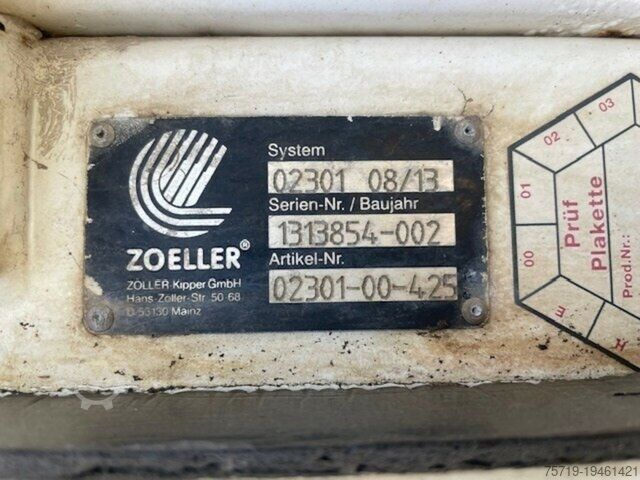 System
02301 08/13
Serien-Nr. / Baujahr
1313854-002
Artikel-Nr.
02301-00-425
ZOELLER®
ZÖLLER-Kipper GmbH
Hans-Zöller-Str. 50-68
D-55130 Mainz
00
01
02
03
Prüf
Plakette
Prod.Nr.:
E
H
75719-19461421